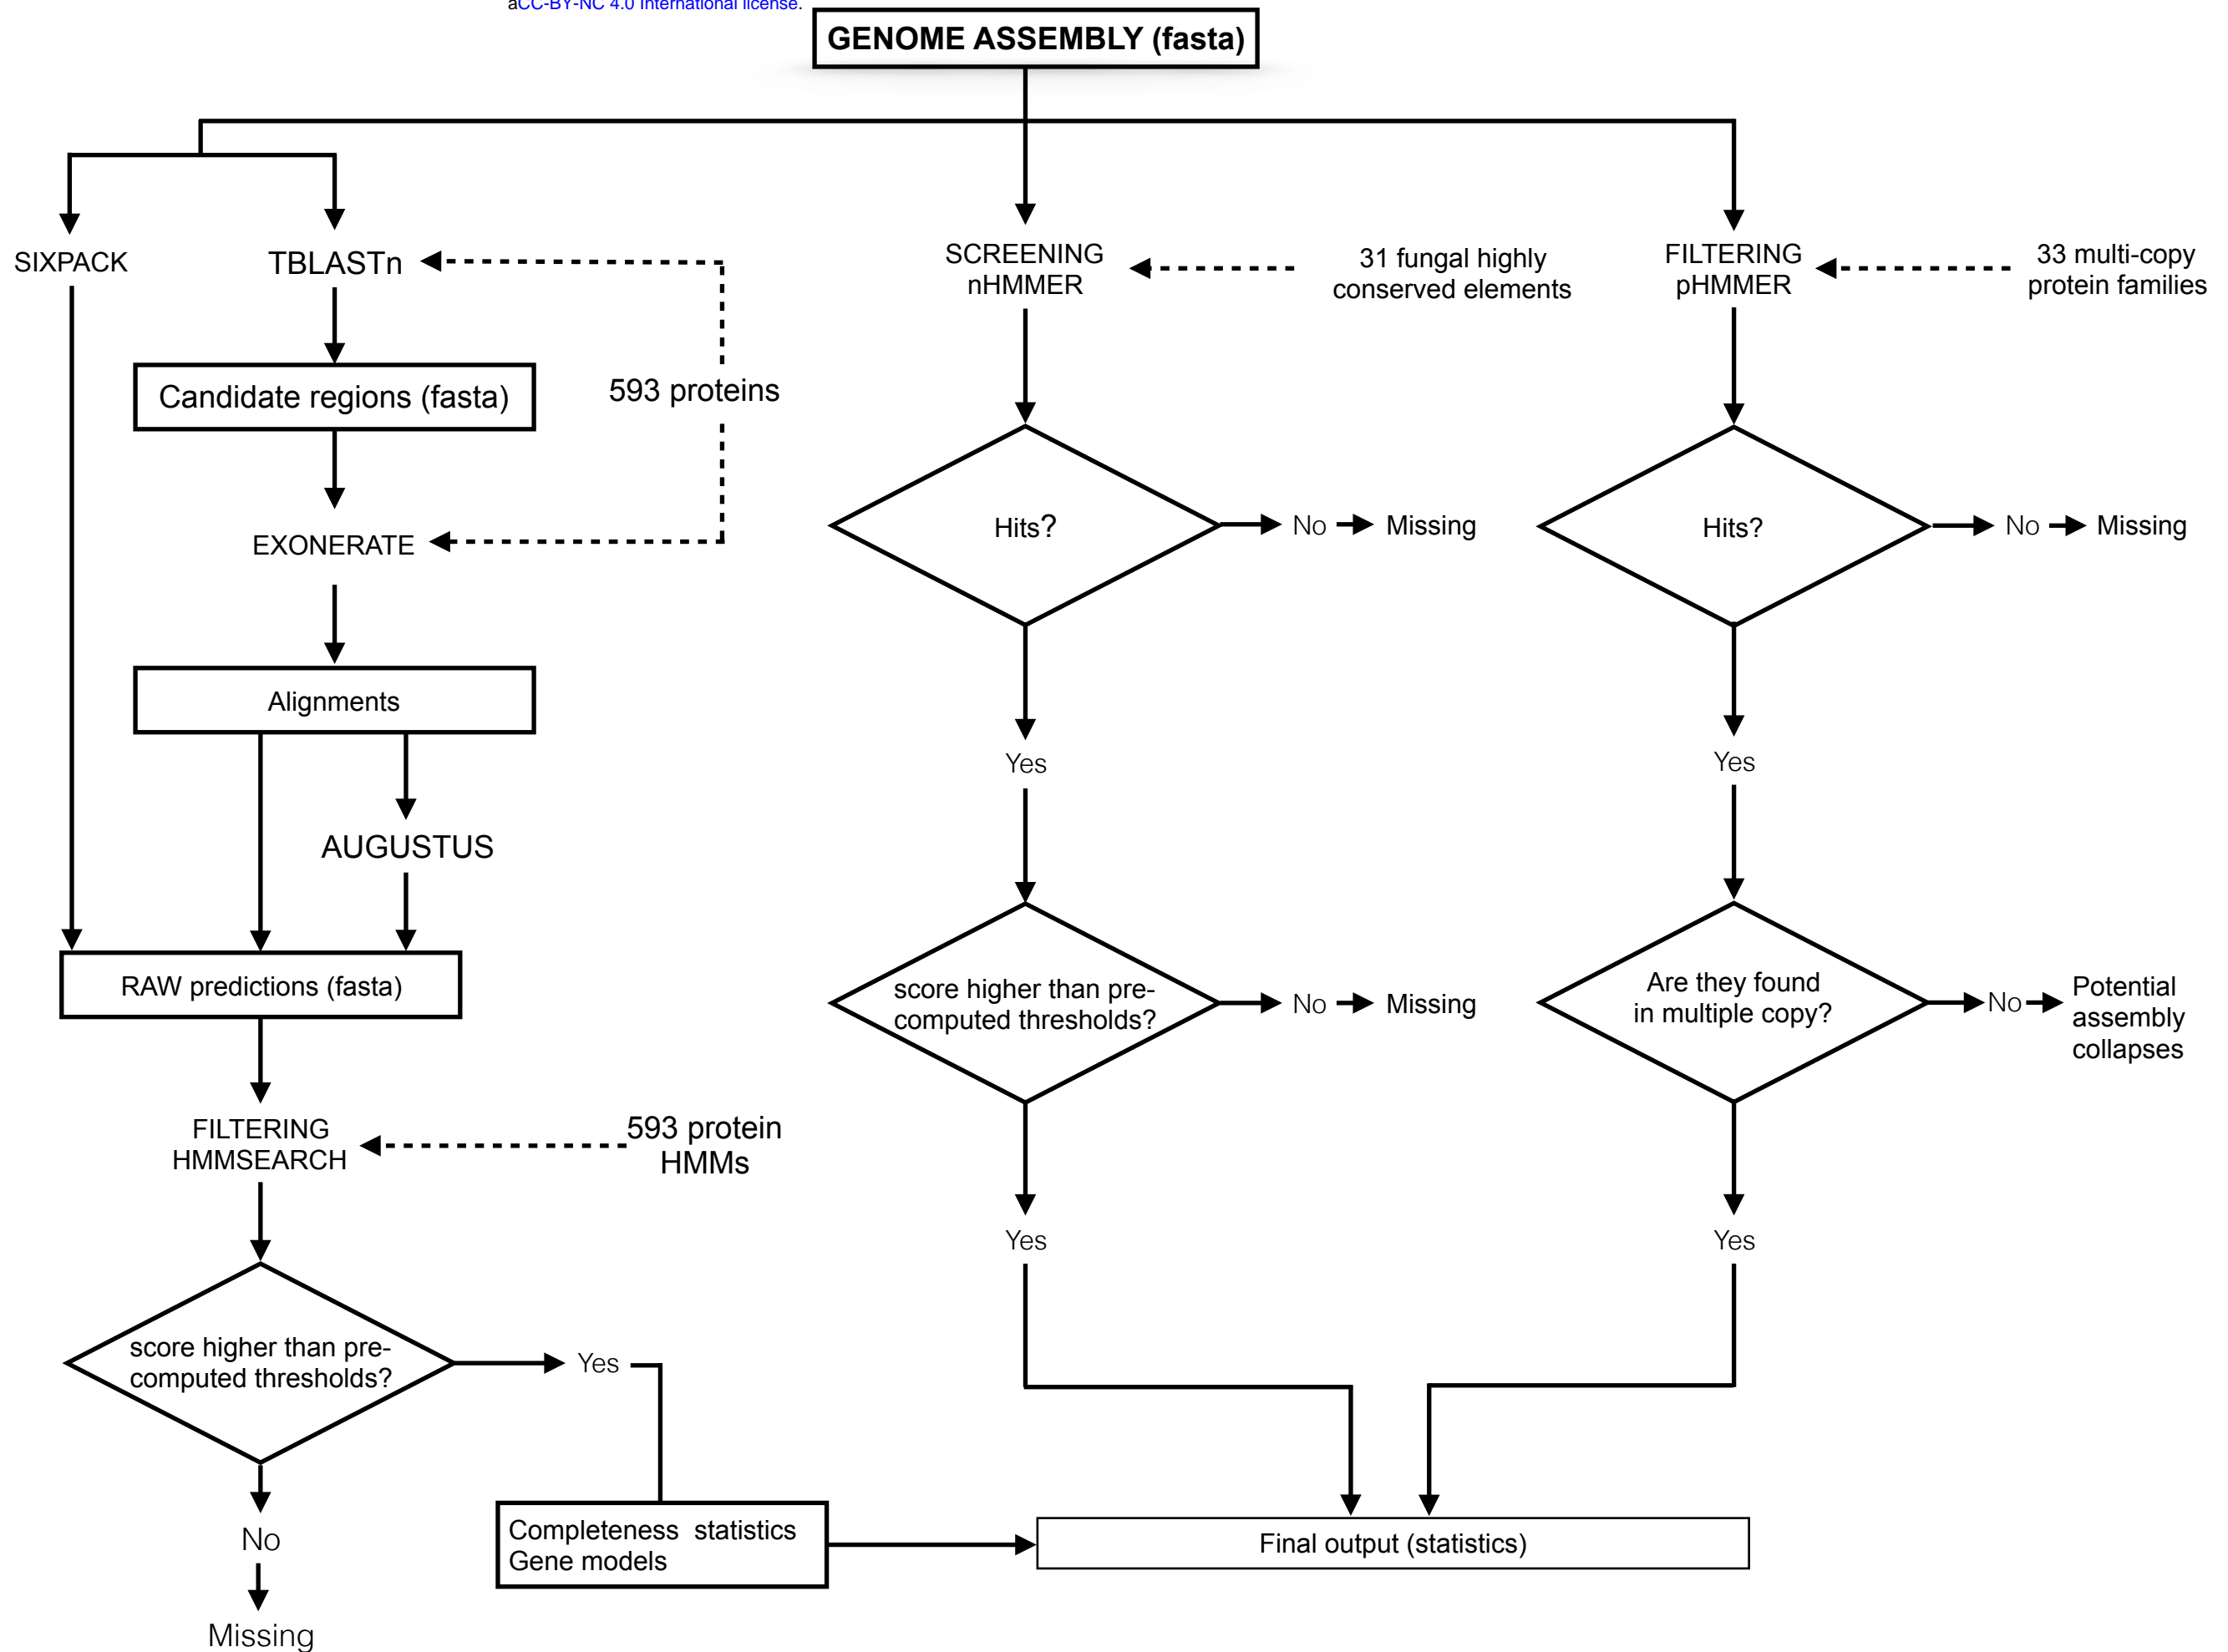 aCC-BY-NC 4.0 International license.
GENOME ASSEMBLY (fasta)
SIXPACK
TBLASTn
SCREENING
nHMMER
31 fungal highly
conserved elements
FILTERING
pHMMER
33 multi-copy
protein families
Candidate regions (fasta)
593 proteins
EXONERATE
Hits?
No
Missing
Hits?
No
Missing
Alignments
Yes
Yes
AUGUSTUS
RAW predictions (fasta)
score higher than pre-
computed thresholds?
No
Missing
Are they found
in multiple copy?
No
Potential
assembly
collapses
FILTERING
HMMSEARCH
593 protein
HMMs
Yes
Yes
score higher than pre-
computed thresholds?
Yes
No
Missing
Completeness statistics
Gene models
Final output (statistics)